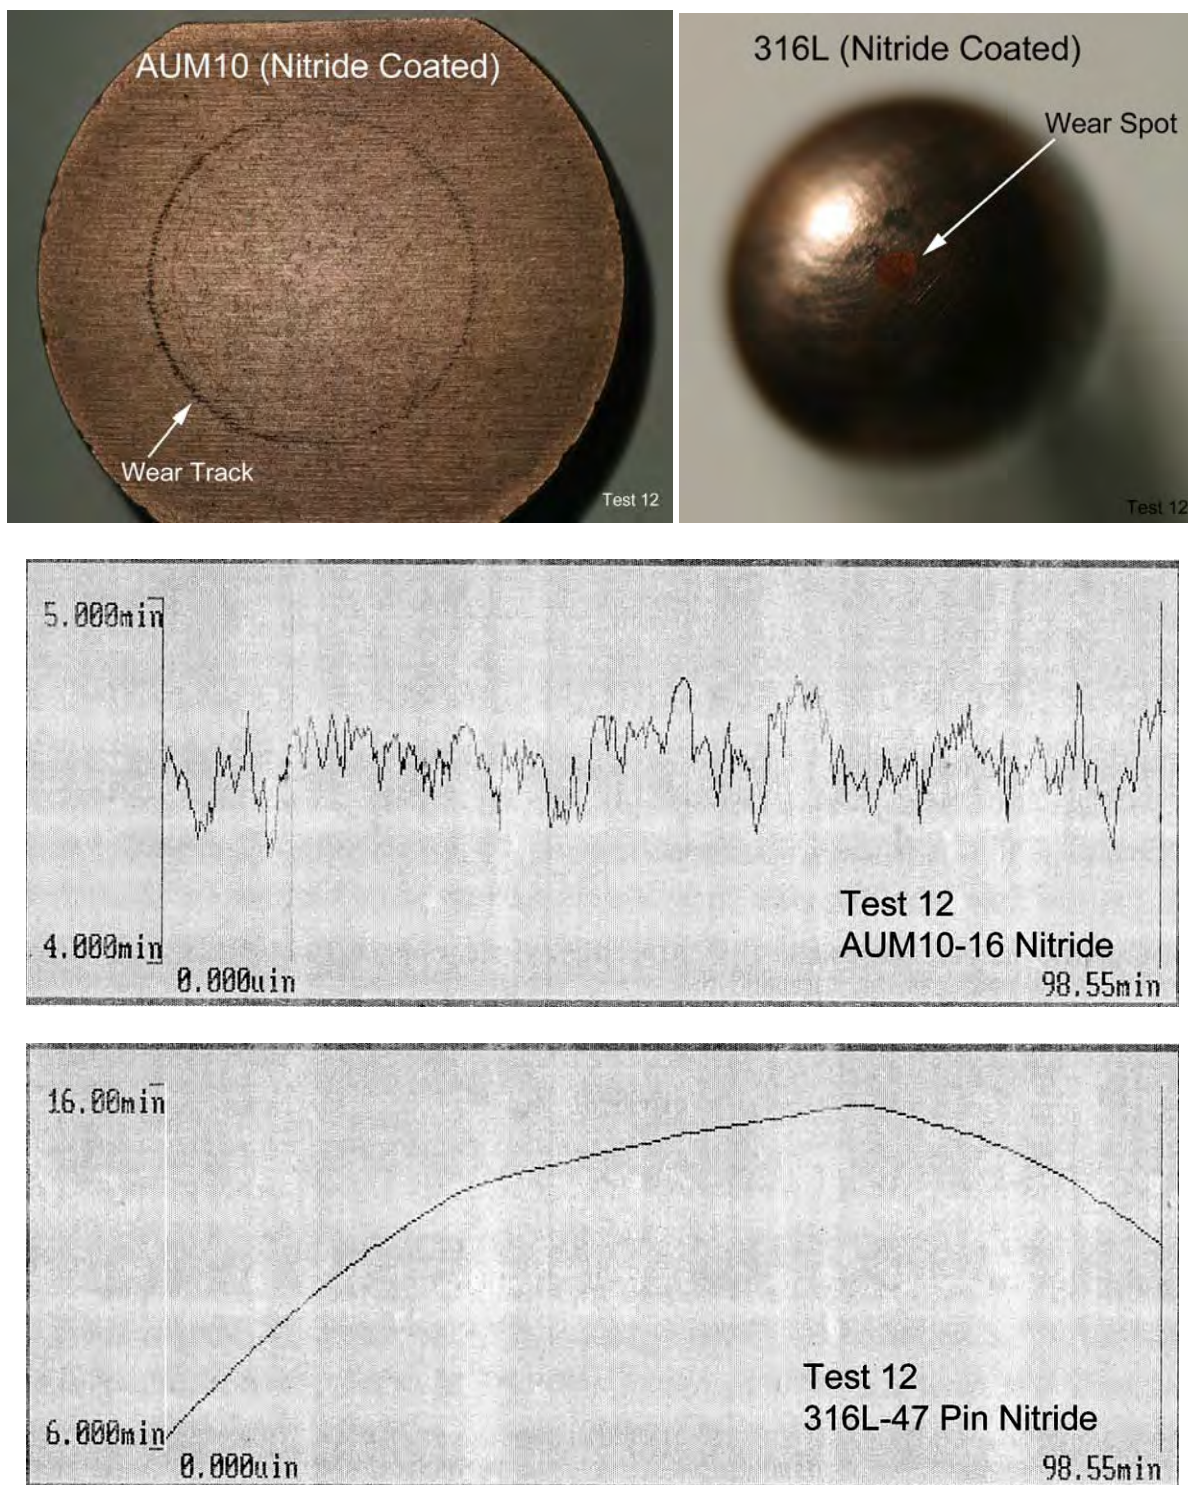 AUM10 (Nitride Coated)
Wear Track
Test 12
316L (Nitride Coated)
Wear Spot
Test 12
5.000min
4.000min
0.000uin
98.55min
Test 12
AUM10-16 Nitride
16.00min
6.000min
0.000uin
98.55min
Test 12
316L-47 Pin Nitride